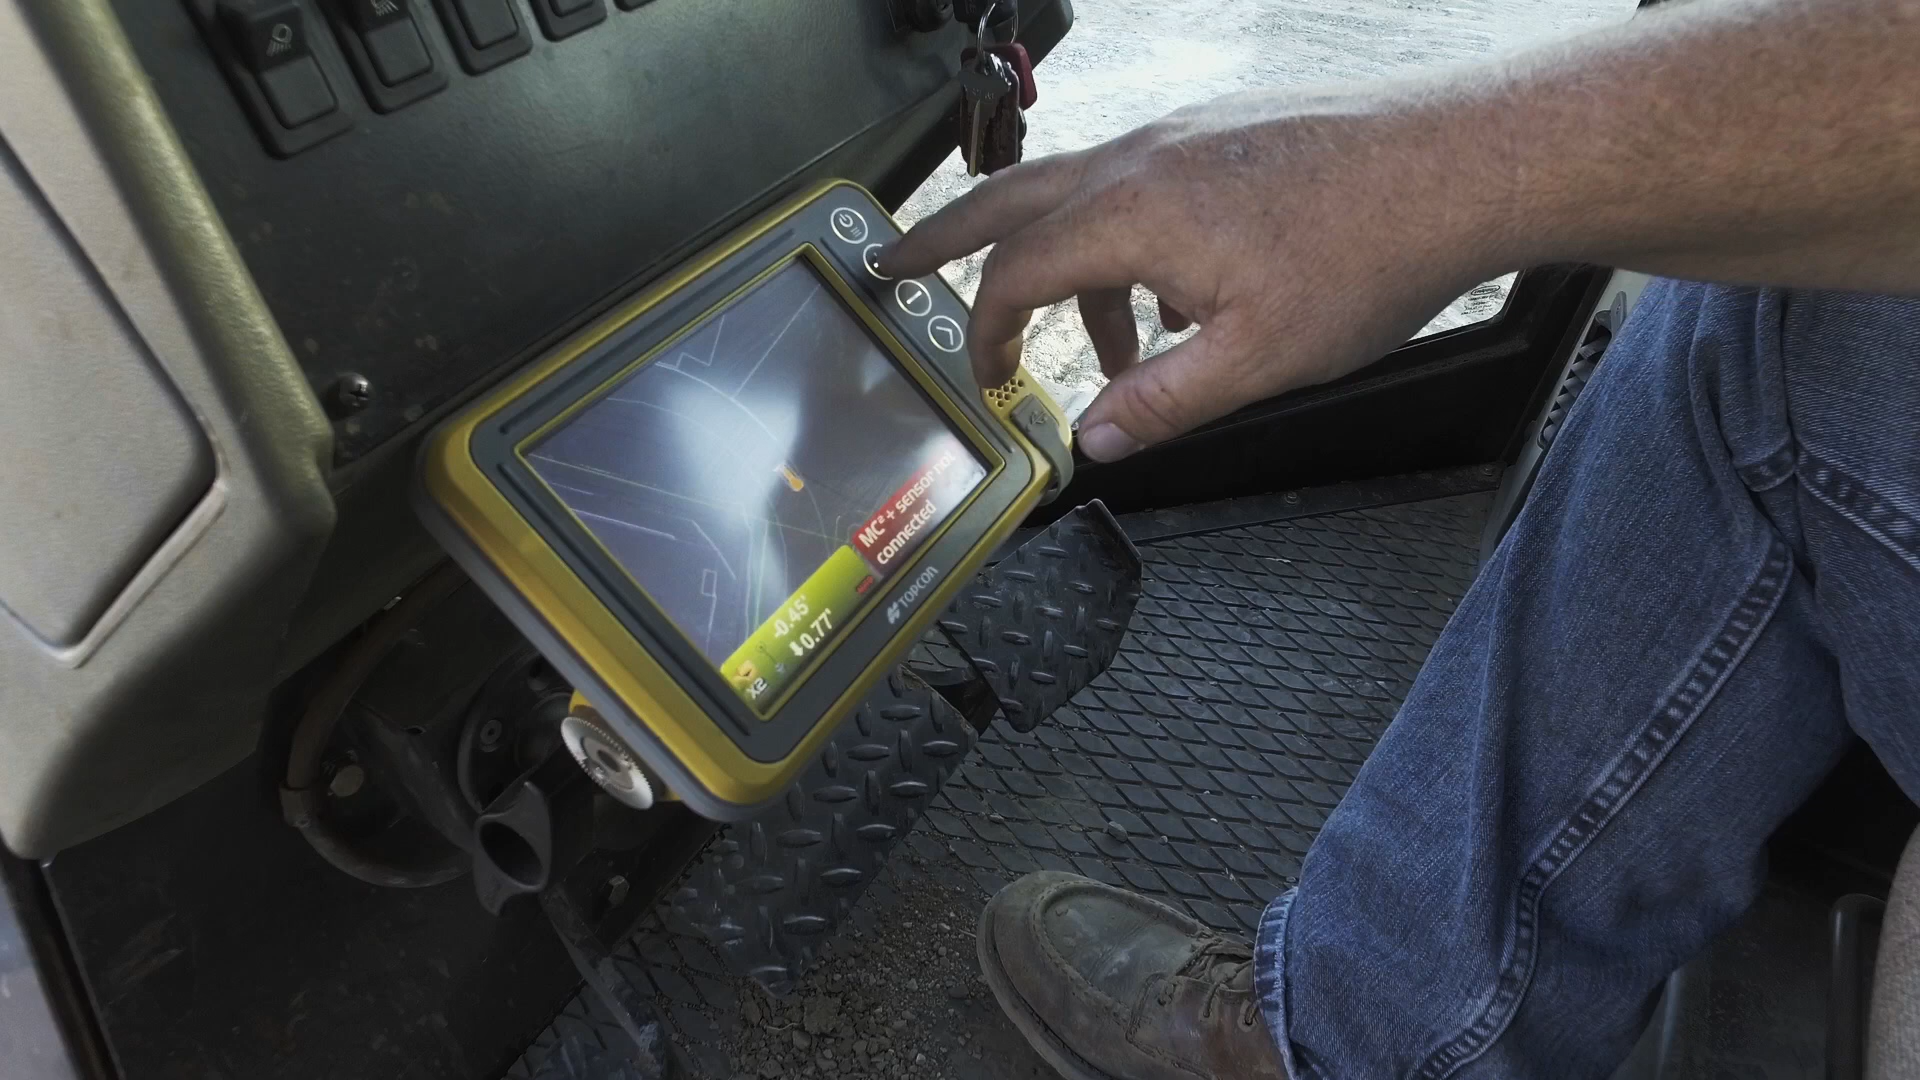 MC² + sensor not
connected
-0.45'
0.77'
x2
TOPCON